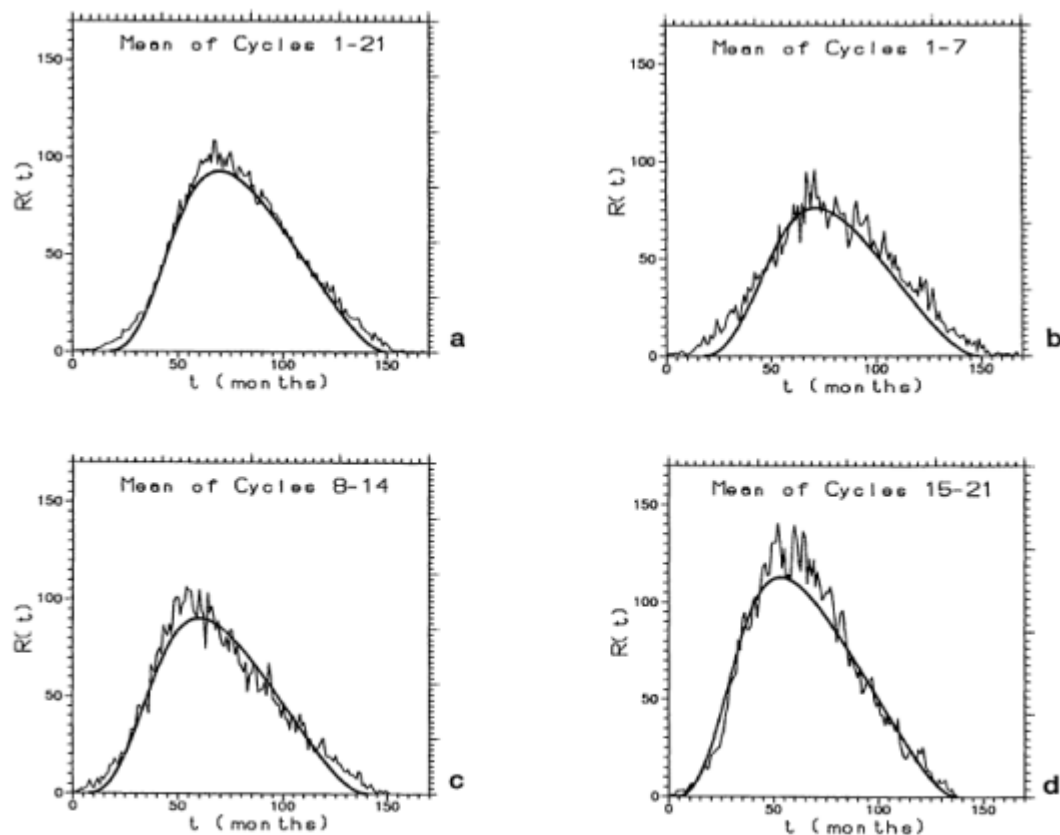 Mean of Cycles 1-21
150
100
50
0
R(t)
0 50 100 150
t (months)
a
Mean of Cycles 1-7
150
100
50
0
R(t)
0 50 100 150
t (months)
b
Mean of Cycles 8-14
150
100
50
0
R(t)
0 50 100 150
t (months)
c
Mean of Cycles 15-21
150
100
50
0
R(t)
0 50 100 150
t (months)
d